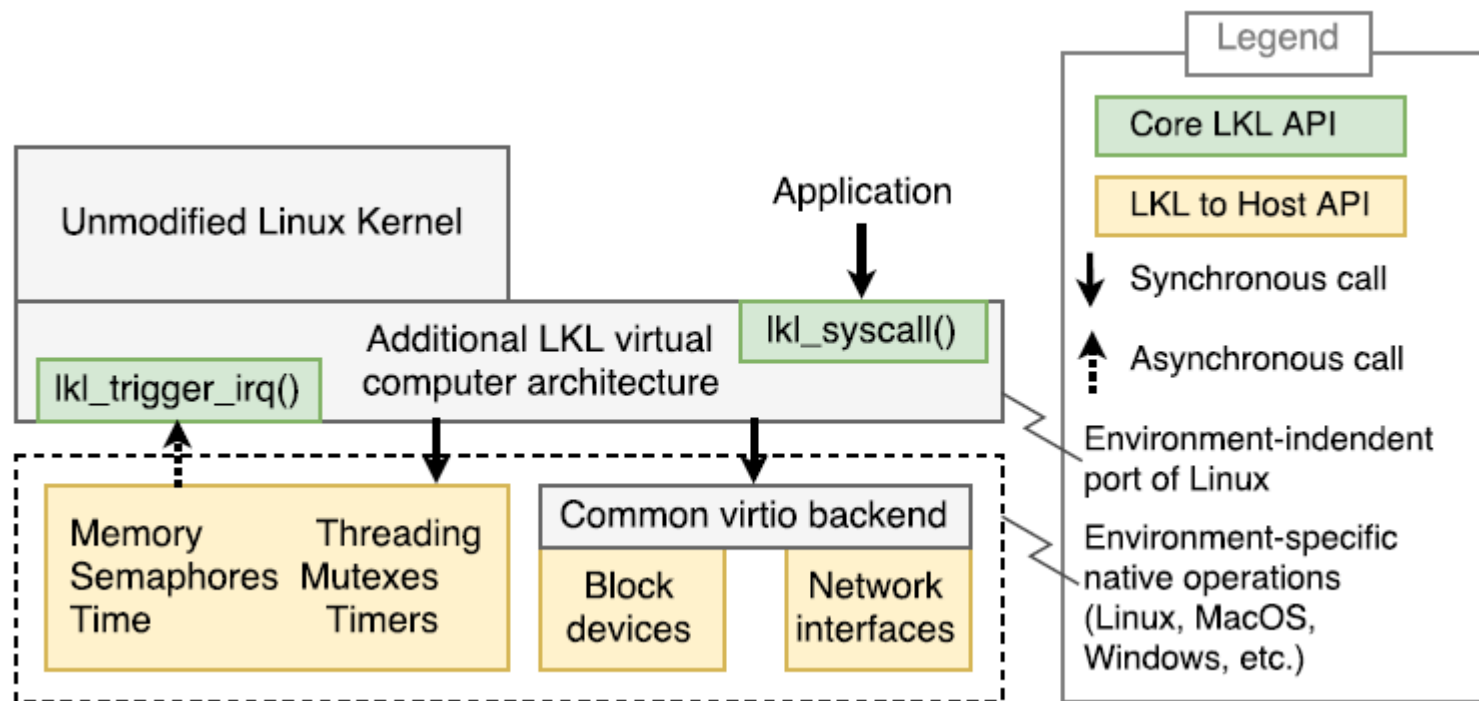 Legend
Core LKL API
LKL to Host API
Synchronous call
Asynchronous call
Environment-indendent
port of Linux
Environment-specific
native operations
(Linux, MacOS,
Windows, etc.)
Unmodified Linux Kernel
Application
lkl_syscall()
Additional LKL virtual
computer architecture
lkl_trigger_irq()
Memory Threading
Semaphores Mutexes
Time Timers
Common virtio backend
Block
devices
Network
interfaces